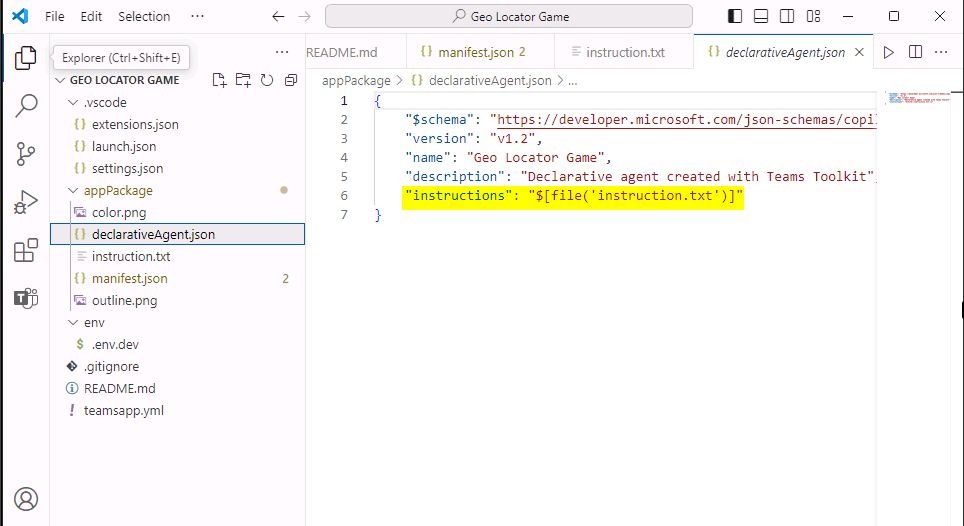 File Edit Selection ··· Geo Locator Game
Explorer (Ctrl+Shift+E)
GEO LOCATOR GAME
.vscode
{} extensions.json
{} launch.json
{} settings.json
appPackage
color.png
{} declarativeAgent.json
instruction.txt
{} manifest.json 2
outline.png
env
$ .env.dev
.gitignore
README.md
! teamsapp.yml
README.md {} manifest.json 2 instruction.txt {} declarativeAgent.json
appPackage > {} declarativeAgent.json > ...
1 {
2 "$schema": "https://developer.microsoft.com/json-schemas/copil
3 "version": "v1.2",
4 "name": "Geo Locator Game",
5 "description": "Declarative agent created with Teams Toolkit",
6 "instructions": "$[file('instruction.txt')]"
7 }